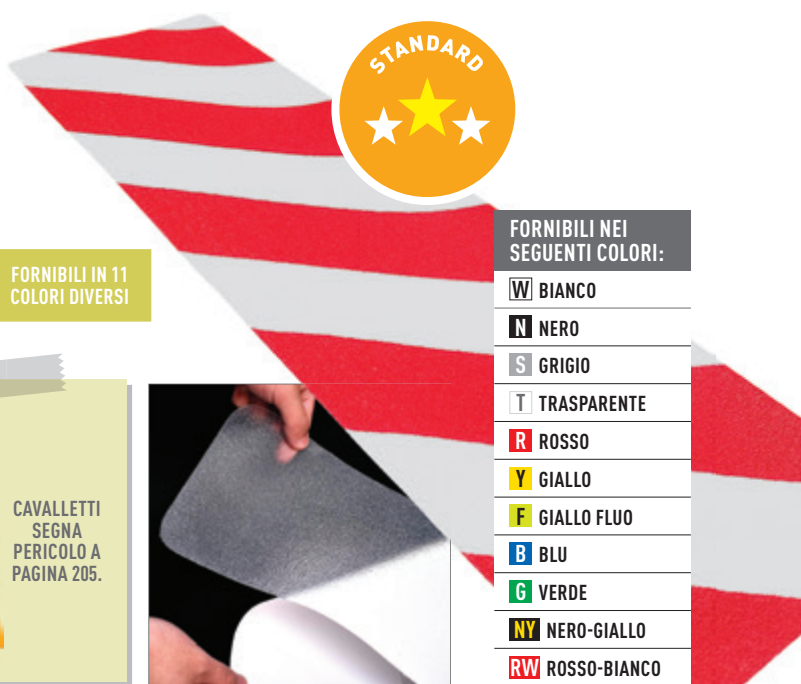 STANDARD
FORNIBILI IN 11
COLORI DIVERSI
CAVALLETTI
SEGNA
PERICOLO A
PAGINA 205.
FORNIBILI NEI
SEGUENTI COLORI:
W BIANCO
N NERO
S GRIGIO
T TRASPARENTE
R ROSSO
Y GIALLO
F GIALLO FLUO
B BLU
G VERDE
NY NERO-GIALLO
RW ROSSO-BIANCO